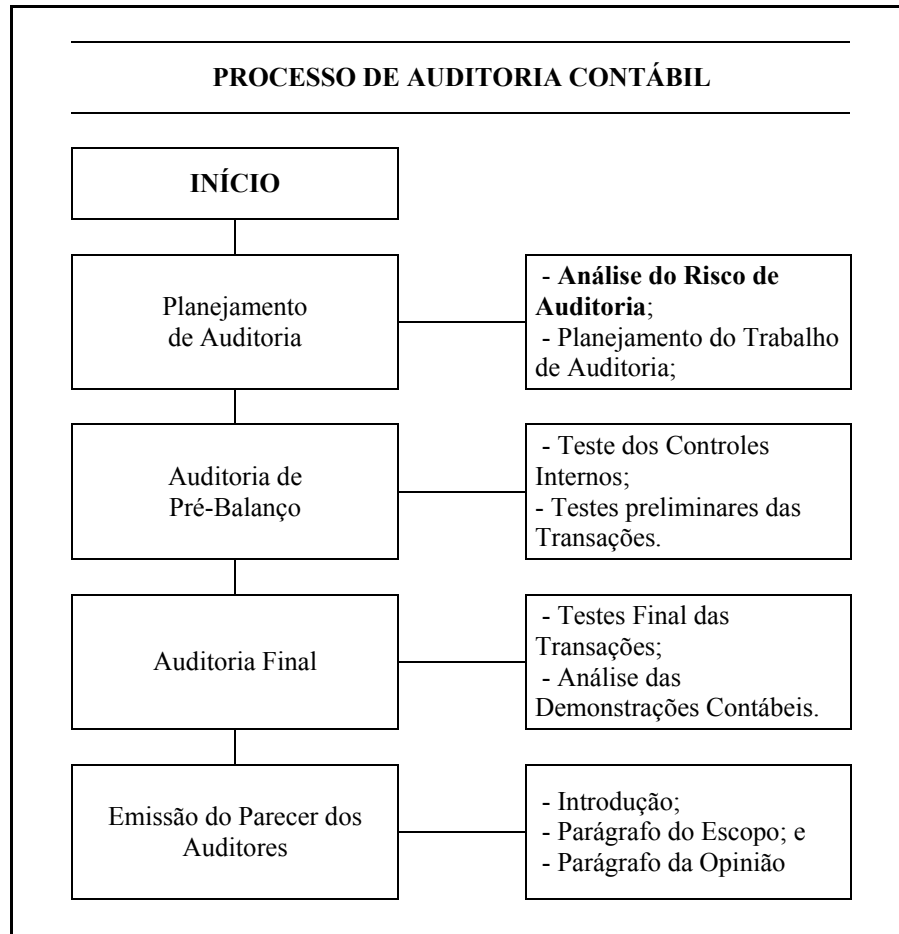 PROCESSO DE AUDITORIA CONTÁBIL
INÍCIO
Planejamento
de Auditoria
- Análise do Risco de
Auditoria;
- Planejamento do Trabalho
de Auditoria;
Auditoria de
Pré-Balanço
- Teste dos Controles
Internos;
- Testes preliminares das
Transações.
Auditoria Final
- Testes Final das
Transações;
- Análise das
Demonstrações Contábeis.
Emissão do Parecer dos
Auditores
- Introdução;
- Parágrafo do Escopo; e
- Parágrafo da Opinião